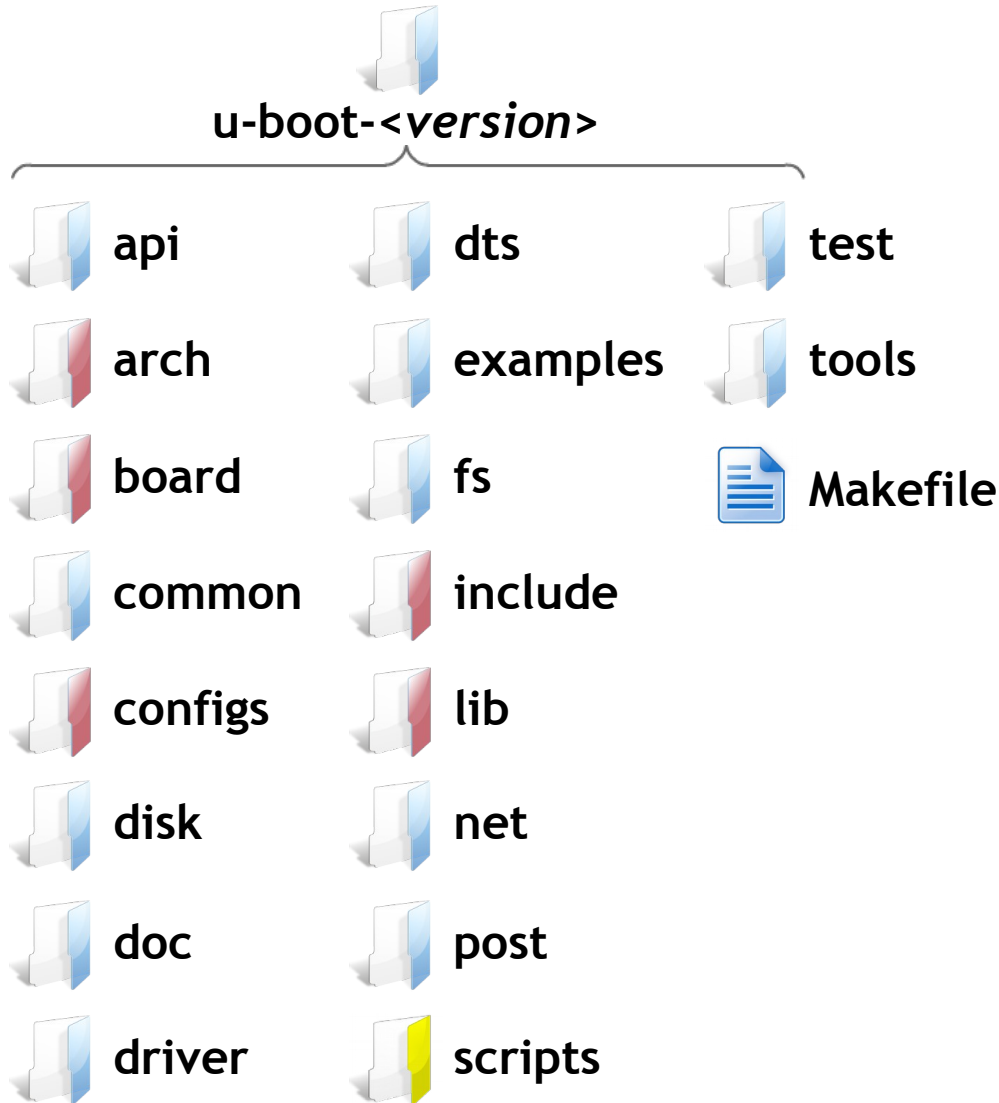 u-boot-<version>
api
arch
board
common
configs
disk
doc
driver
dts
examples
fs
include
lib
net
post
scripts
test
tools
Makefile